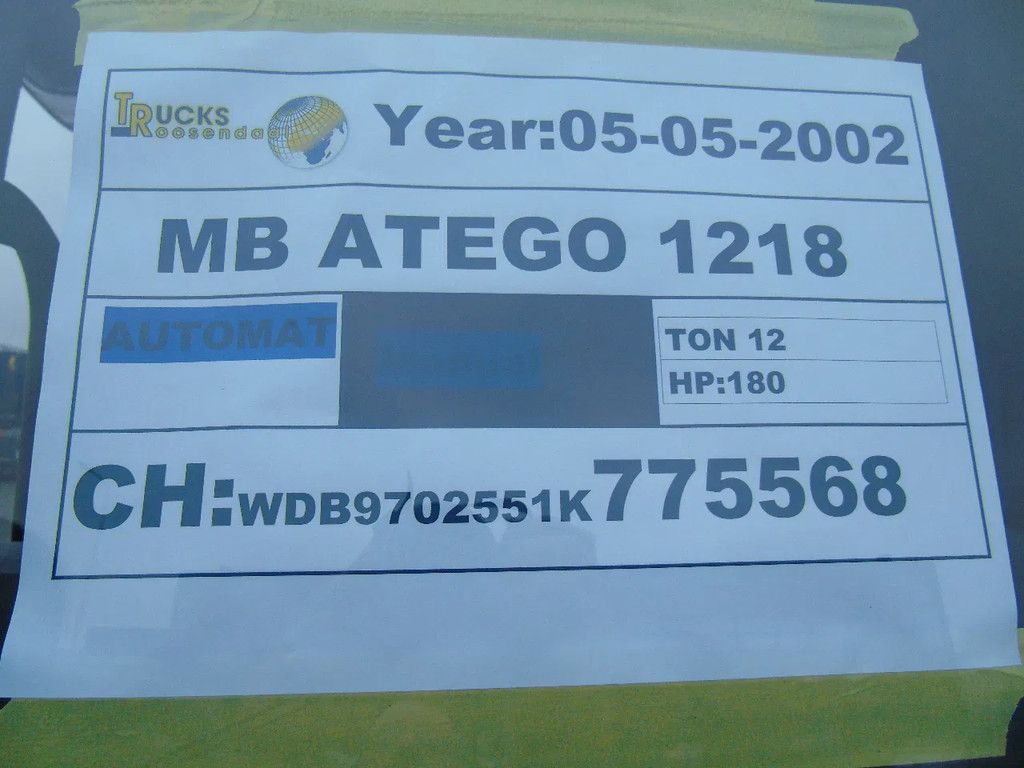 TRUCKS
Roosendaal
Year:05-05-2002
MB ATEGO 1218
AUTOMAT
TON 12
HP:180
CH:WDB9702551K775568